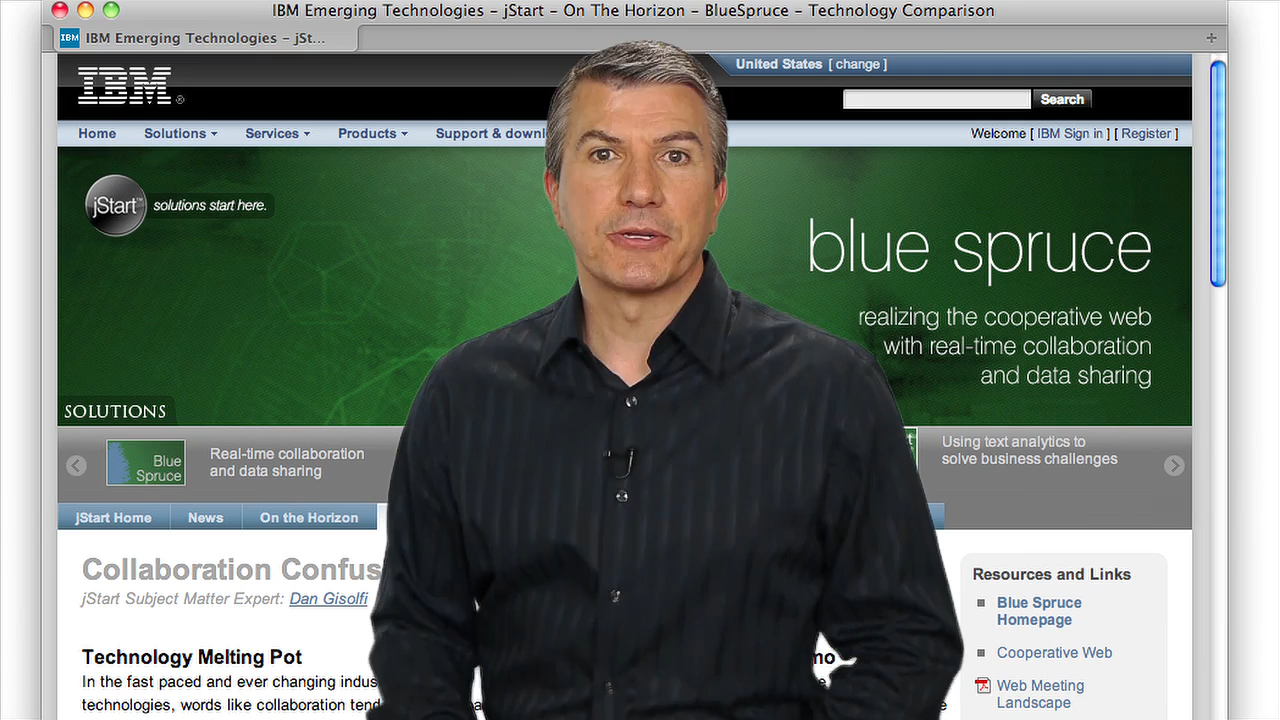 IBM Emerging Technologies – jStart – On The Horizon – BlueSpruce – Technology Comparison
IBM IBM Emerging Technologies – jSt...
United States [ change ]
IBM®
Search
Home Solutions Services Products Support &
Welcome [ IBM Sign in ] [ Register ]
jStart™ solutions start here.
blue spruce
realizing the cooperative web
with real-time collaboration
and data sharing
SOLUTIONS
Blue
Spruce
Real-time collaboration
and data sharing
Using text analytics to
solve business challenges
jStart Home News On the Horizon
Collaboration
jStart Subject Matter Expert: Dan Gisolfi
Technology Melting Pot
In the fast paced and ever changing
technologies, words like collaboration
Resources and Links
Blue Spruce
Homepage
Cooperative Web
Web Meeting
Landscape